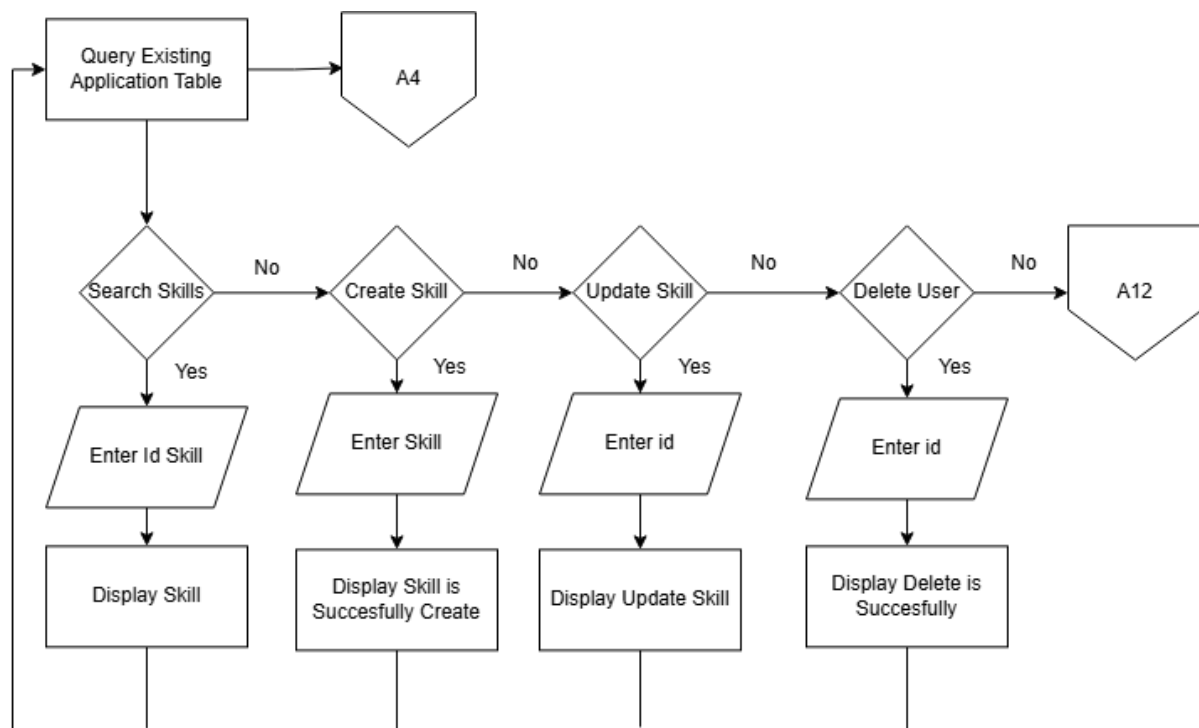 Query Existing
Application Table
A4
Search Skills
No
Create Skill
No
Update Skill
No
Delete User
No
A12
Yes
Yes
Yes
Yes
Enter Id Skill
Enter Skill
Enter id
Enter id
Display Skill
Display Skill is
Succesfully Create
Display Update Skill
Display Delete is
Succesfully